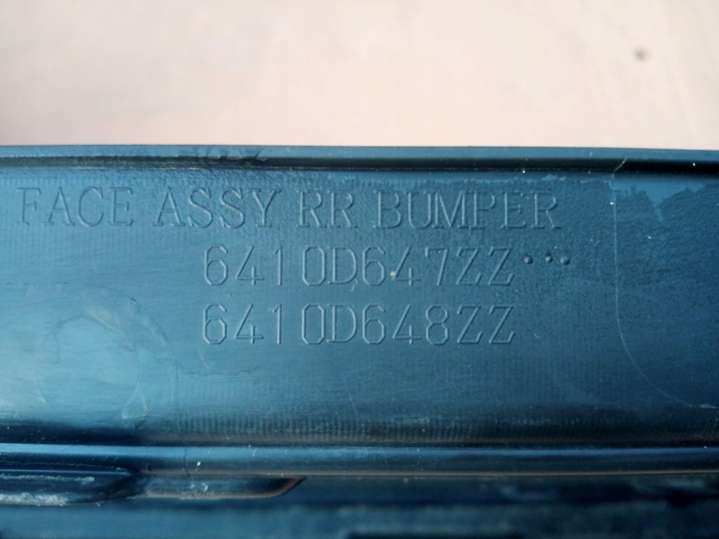 FACE ASSY RR BUMPER
6410D647ZZ...
6410D648ZZ